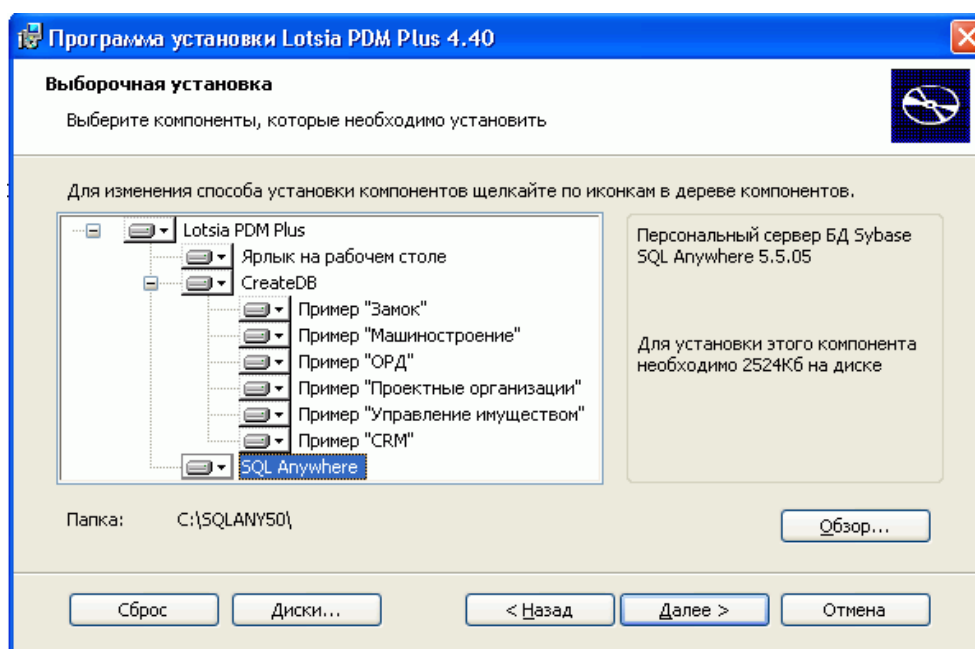 Программа установки Lotsia PDM Plus 4.40
Выборочная установка
Выберите компоненты, которые необходимо установить
Для изменения способа установки компонентов щелкайте по иконкам в дереве компонентов.
Lotsia PDM Plus
Ярлык на рабочем столе
CreateDB
Пример "Замок"
Пример "Машиностроение"
Пример "ОРД"
Пример "Проектные организации"
Пример "Управление имуществом"
Пример "CRM"
SQL Anywhere
Персональный сервер БД Sybase
SQL Anywhere 5.5.05
Для установки этого компонента
необходимо 2524Кб на диске
Папка: C:\SQLANY50\
Обзор...
Сброс Диски... < Назад Далее > Отмена